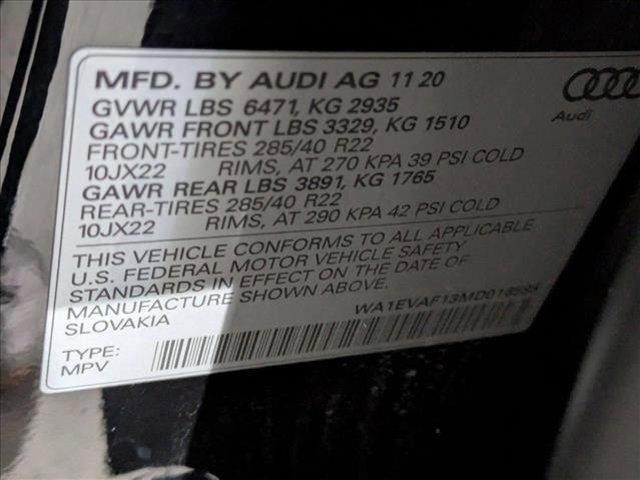 MFD. BY AUDI AG 11 20
GVWR LBS 6471, KG 2935
GAWR FRONT LBS 3329, KG 1510
FRONT-TIRES 285/40 R22
10JX22 RIMS, AT 270 KPA 39 PSI COLD
GAWR REAR LBS 3891, KG 1765
REAR-TIRES 285/40 R22
10JX22 RIMS, AT 290 KPA 42 PSI COLD
THIS VEHICLE CONFORMS TO ALL APPLICABLE
U.S. FEDERAL MOTOR VEHICLE SAFETY
STANDARDS IN EFFECT ON THE DATE OF
MANUFACTURE SHOWN ABOVE.
SLOVAKIA
TYPE:
MPV
Audi